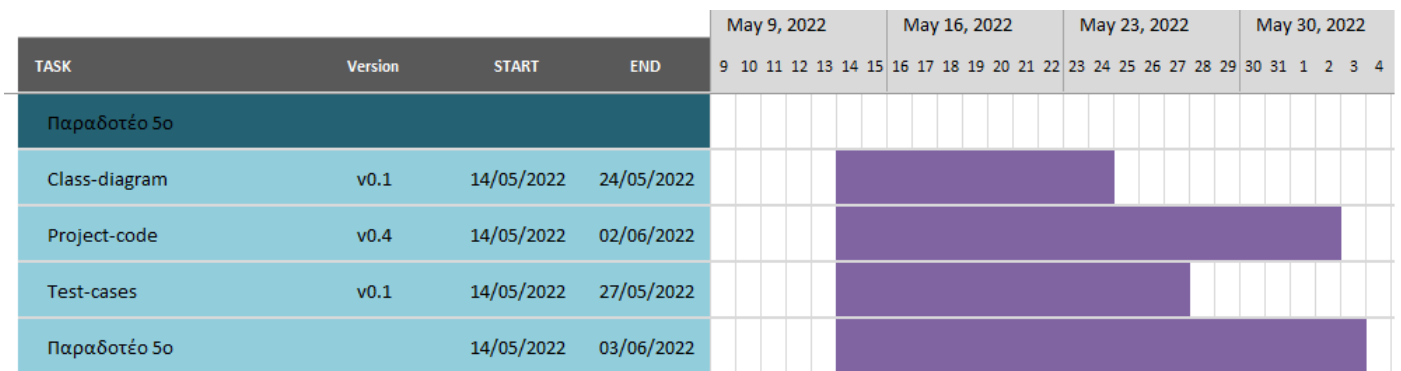 May 9, 2022 May 16, 2022 May 23, 2022 May 30, 2022
TASK Version START END 9 10 11 12 13 14 15 16 17 18 19 20 21 22 23 24 25 26 27 28 29 30 31 1 2 3 4
Παραδοτέο 5ο
Class-diagram v0.1 14/05/2022 24/05/2022
Project-code v0.4 14/05/2022 02/06/2022
Test-cases v0.1 14/05/2022 27/05/2022
Παραδοτέο 5ο 14/05/2022 03/06/2022